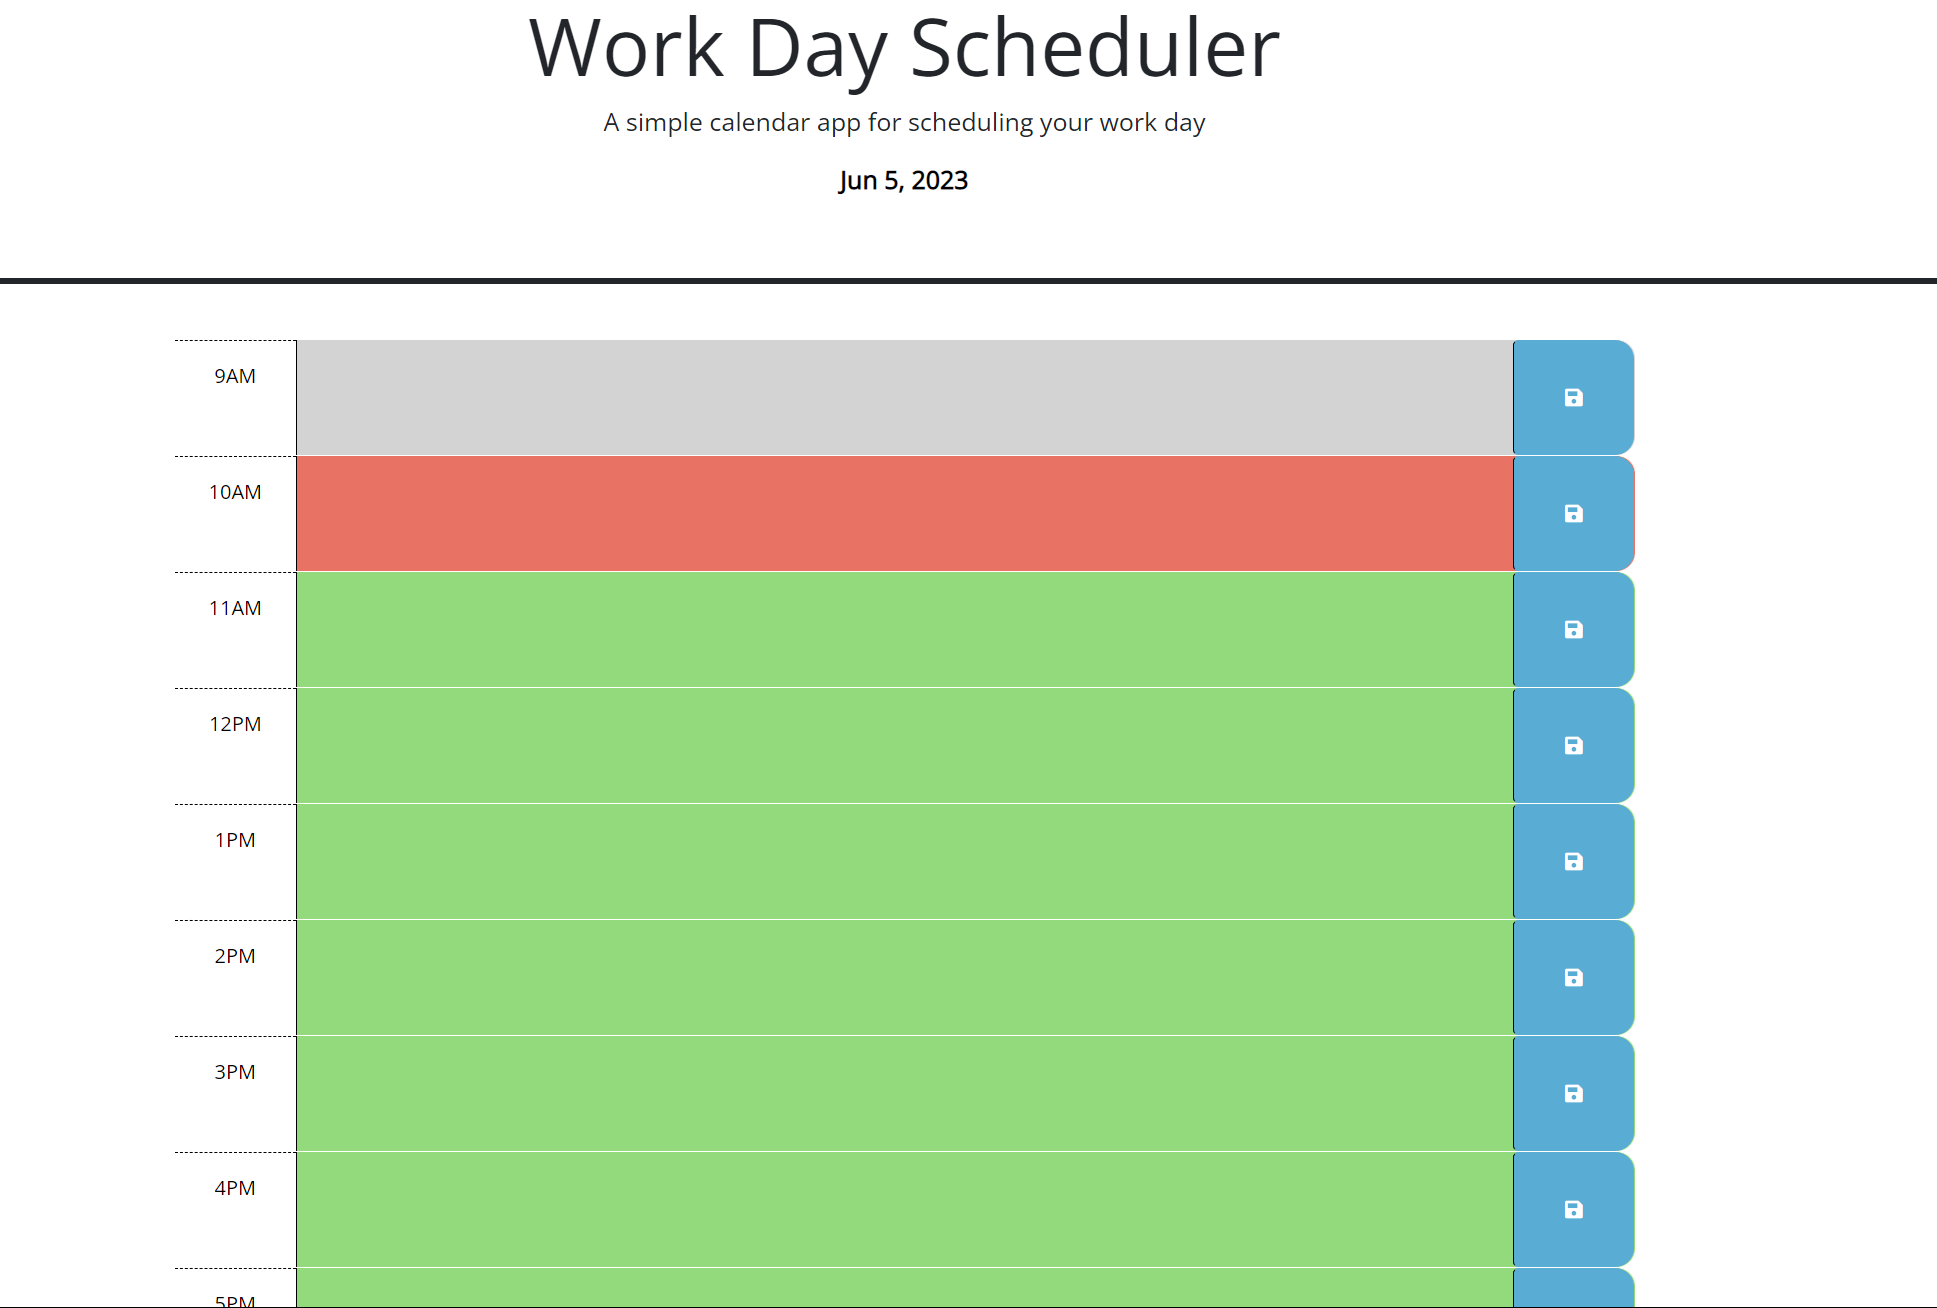 Work Day Scheduler
A simple calendar app for scheduling your work day
Jun 5, 2023
9AM
10AM
11AM
12PM
1PM
2PM
3PM
4PM
5PM